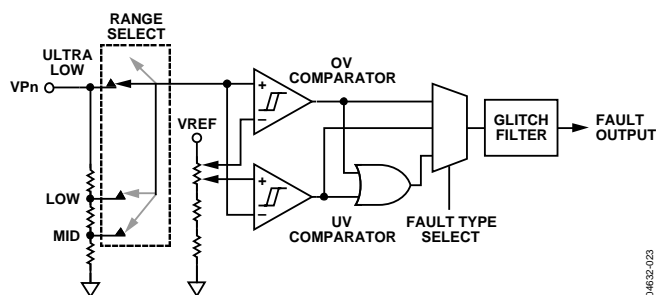 RANGE
SELECT
ULTRA
LOW
VPn
LOW
MID
VREF
+
–
OV
COMPARATOR
+
–
UV
COMPARATOR
FAULT TYPE
SELECT
GLITCH
FILTER
FAULT
OUTPUT
04632-023